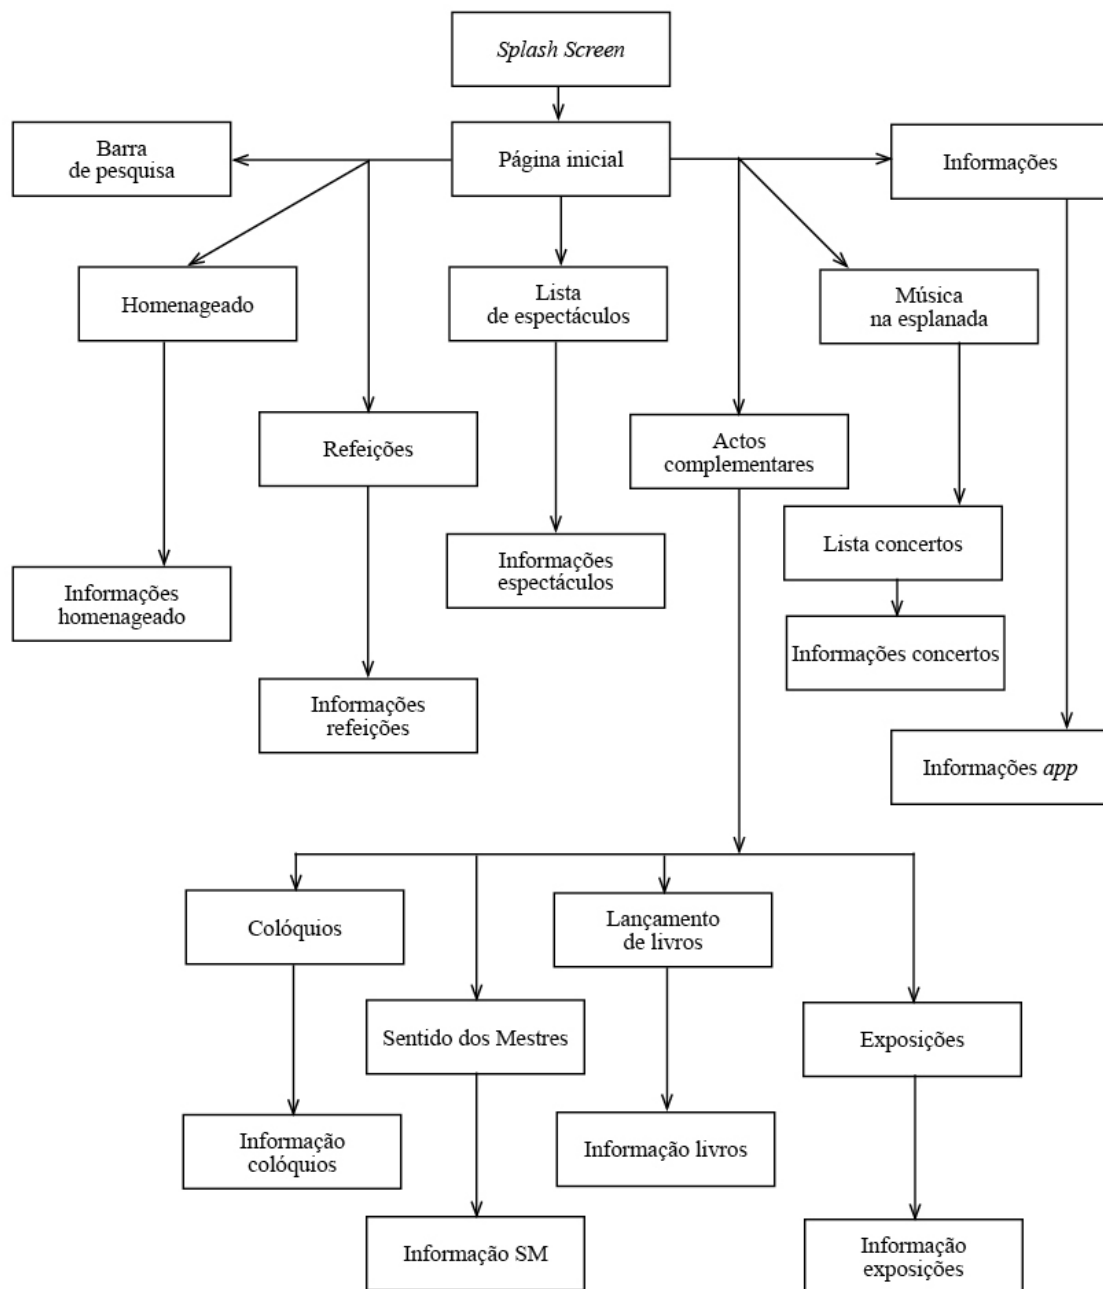 Splash Screen
Barra
de pesquisa
Página inicial
Informações
Homenageado
Lista
de espectáculos
Música
na esplanada
Refeições
Actos
complementares
Lista concertos
Informações
espectáculos
Informações
homenageado
Informações concertos
Informações
refeições
Informações app
Colóquios
Lançamento
de livros
Sentido dos Mestres
Exposições
Informação
colóquios
Informação livros
Informação SM
Informação
exposições